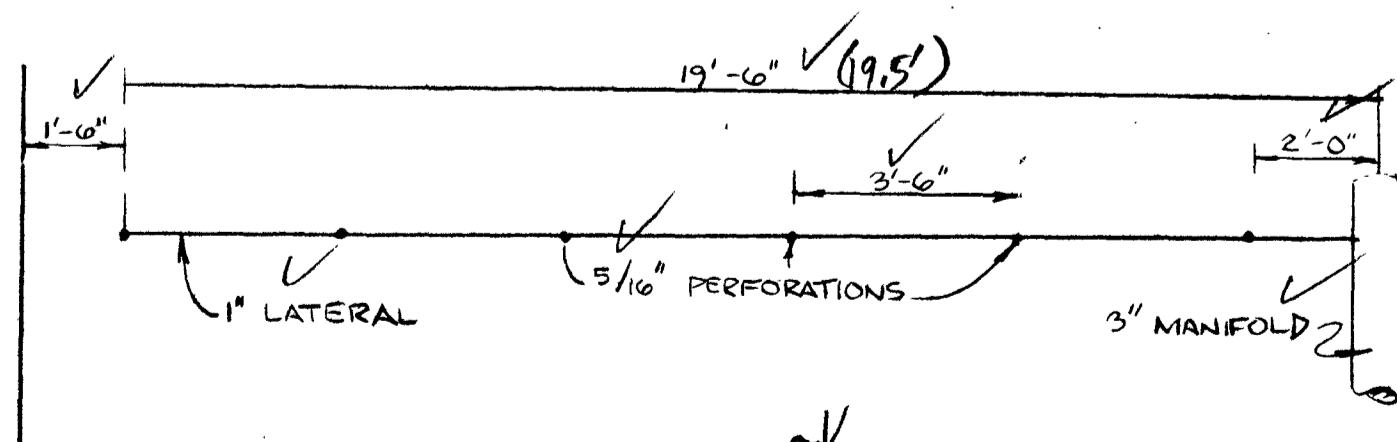 19'-6" (19.5')
1'-6"
2'-0"
3'-6"
5/16" PERFORATIONS
1" LATERAL
3" MANIFOLD